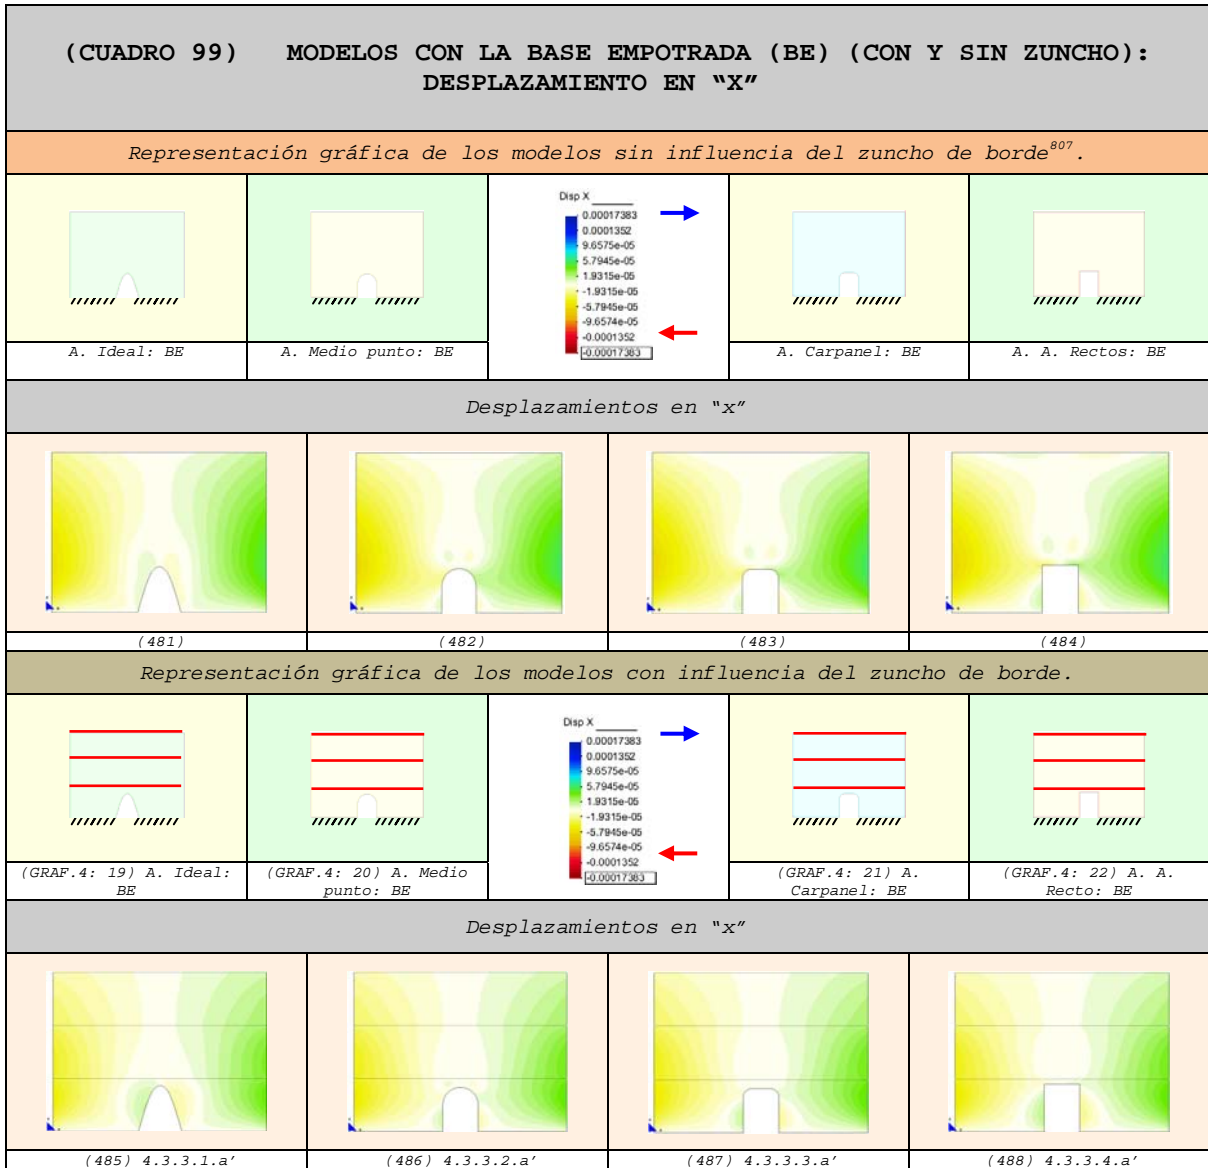 (CUADRO 99) MODELOS CON LA BASE EMPOTRADA (BE) (CON Y SIN ZUNCHO):
DESPLAZAMIENTO EN “X”
Representación gráfica de los modelos sin influencia del zuncho de borde807.
Disp X
0.00017383
0.0001352
9.6575e-05
5.7945e-05
1.9315e-05
-1.9315e-05
-5.7945e-05
-9.6574e-05
-0.0001352
-0.00017383
A. Ideal: BE
A. Medio punto: BE
A. Carpanel: BE
A. A. Rectos: BE
Desplazamientos en “x”
(481)
(482)
(483)
(484)
Representación gráfica de los modelos con influencia del zuncho de borde.
Disp X
0.00017383
0.0001352
9.6575e-05
5.7945e-05
1.9315e-05
-1.9315e-05
-5.7945e-05
-9.6574e-05
-0.0001352
-0.00017383
(GRAF.4: 19) A. Ideal:
BE
(GRAF.4: 20) A. Medio
punto: BE
(GRAF.4: 21) A.
Carpanel: BE
(GRAF.4: 22) A. A.
Recto: BE
Desplazamientos en “x”
(485) 4.3.3.1.a’
(486) 4.3.3.2.a’
(487) 4.3.3.3.a’
(488) 4.3.3.4.a’